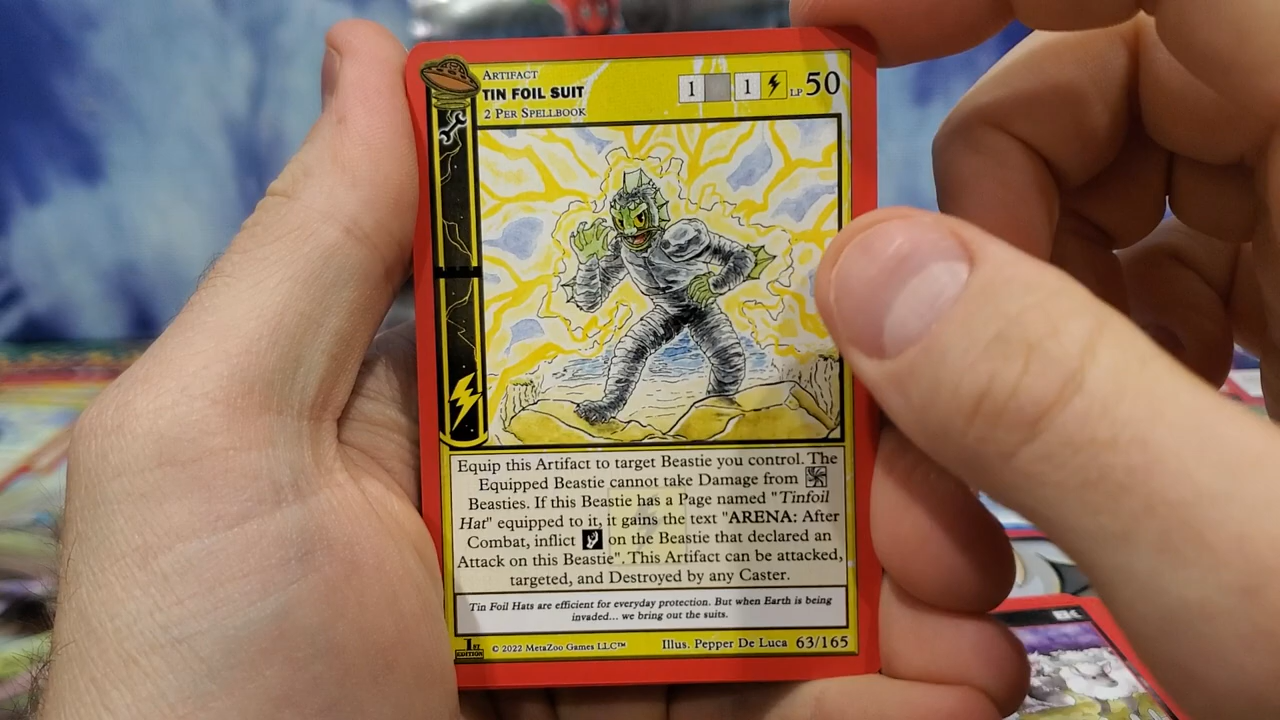 ARTIFACT
TIN FOIL SUIT
2 PER SPELLBOOK
1 1 LP 50
Equip this Artifact to target Beastie you control. The
Equipped Beastie cannot take Damage from
Beasties. If this Beastie has a Page named "Tinfoil
Hat" equipped to it, it gains the text "ARENA: After
Combat, inflict on the Beastie that declared an
Attack on this Beastie". This Artifact can be attacked,
targeted, and Destroyed by any Caster.
Tin Foil Hats are efficient for everyday protection. But when Earth is being
invaded... we bring out the suits.
1ST EDITION © 2022 MetaZoo Games LLC™ Illus. Pepper De Luca 63/165